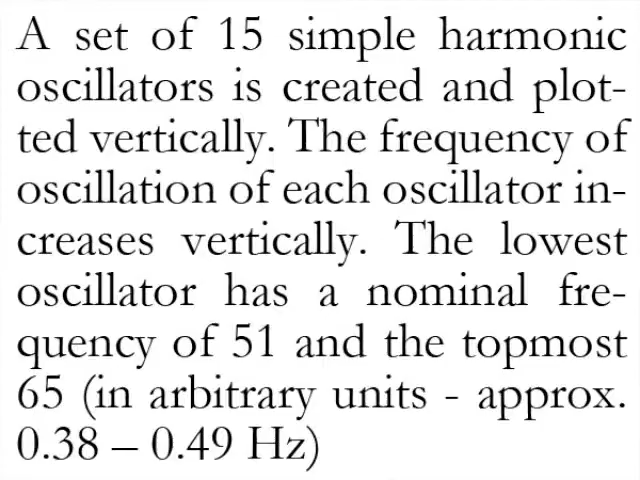 A set of 15 simple harmonic
oscillators is created and plot-
ted vertically. The frequency of
oscillation of each oscillator in-
creases vertically. The lowest
oscillator has a nominal fre-
quency of 51 and the topmost
65 (in arbitrary units - approx.
0.38 – 0.49 Hz)